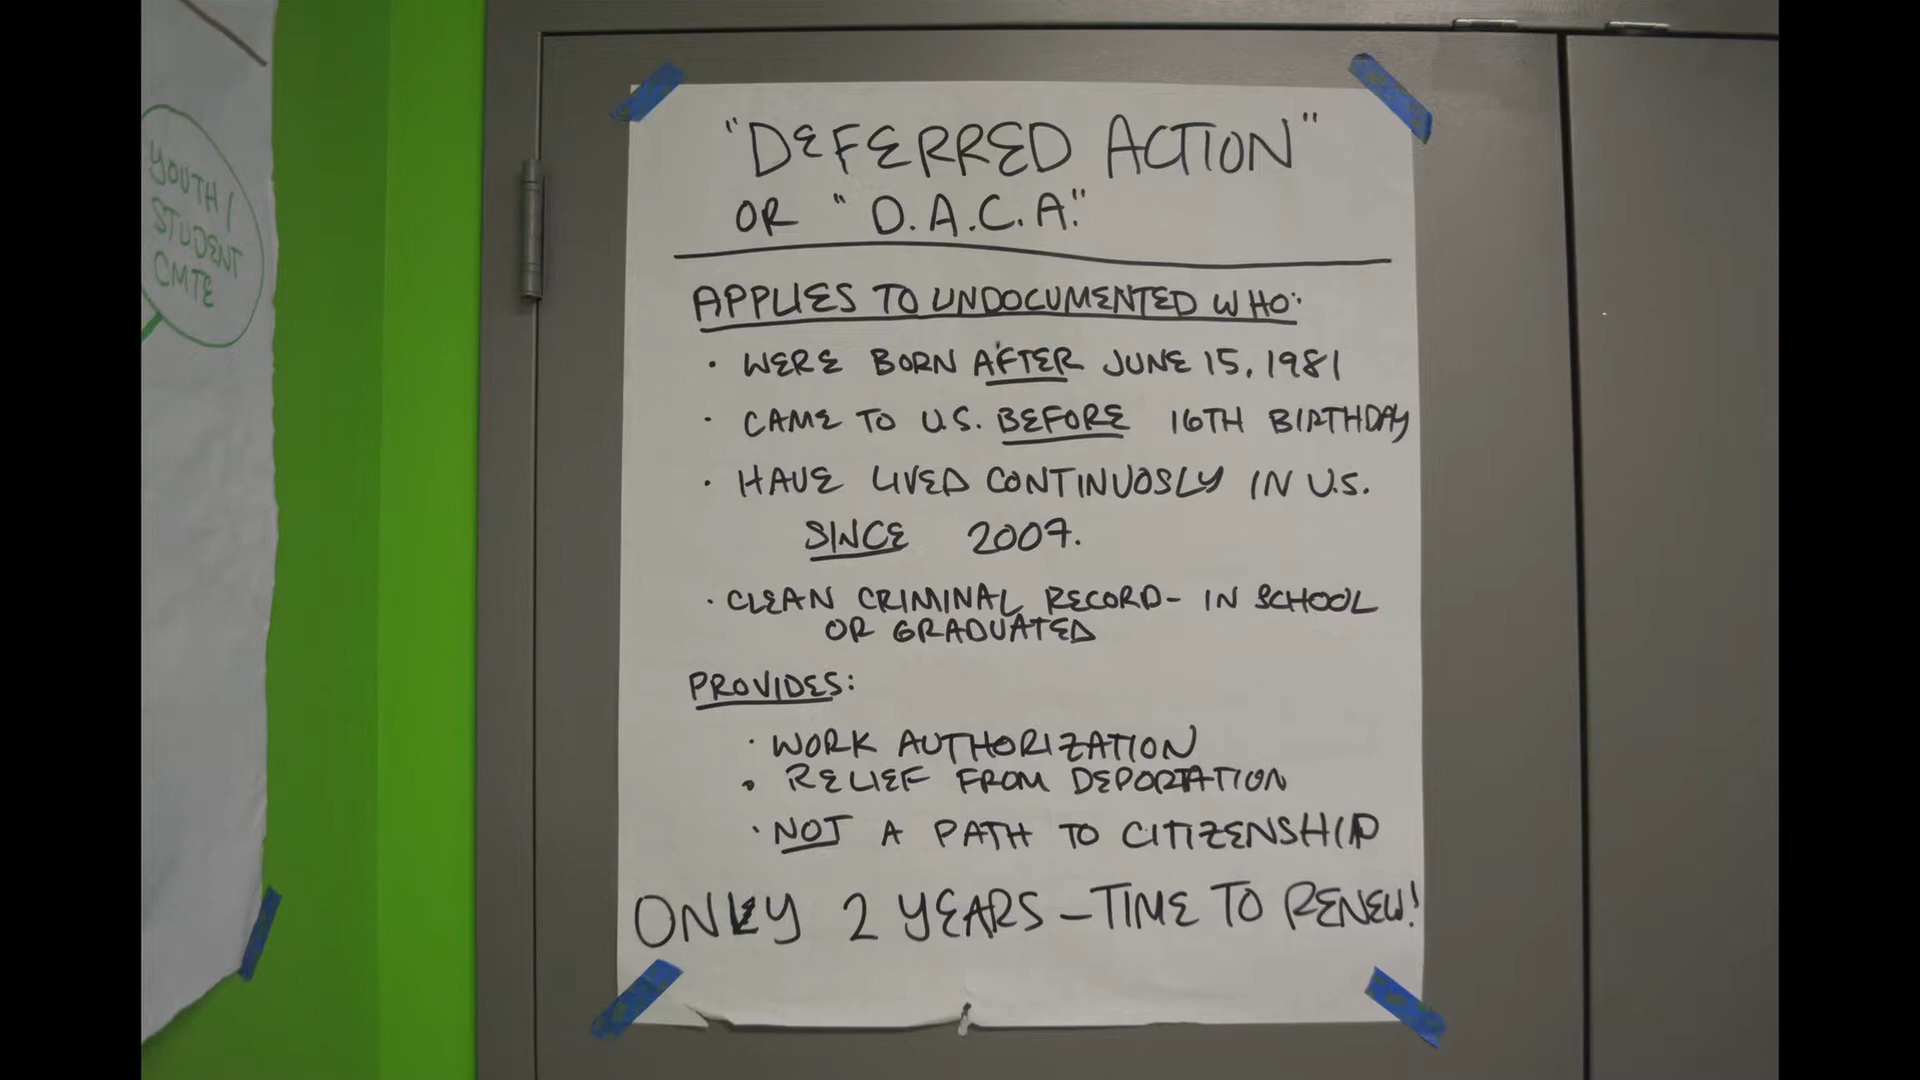 YOUTH /
STUDENT
CMTE
"DEFERRED ACTION"
OR "D.A.C.A."
APPLIES TO UNDOCUMENTED WHO:
· WERE BORN AFTER JUNE 15, 1981
· CAME TO U.S. BEFORE 16TH BIRTHDAY
· HAVE LIVED CONTINUOSLY IN U.S.
SINCE 2007.
· CLEAN CRIMINAL RECORD- IN SCHOOL
OR GRADUATED
PROVIDES:
· WORK AUTHORIZATION
· RELIEF FROM DEPORTATION
· NOT A PATH TO CITIZENSHIP
ONLY 2 YEARS - TIME TO RENEW!